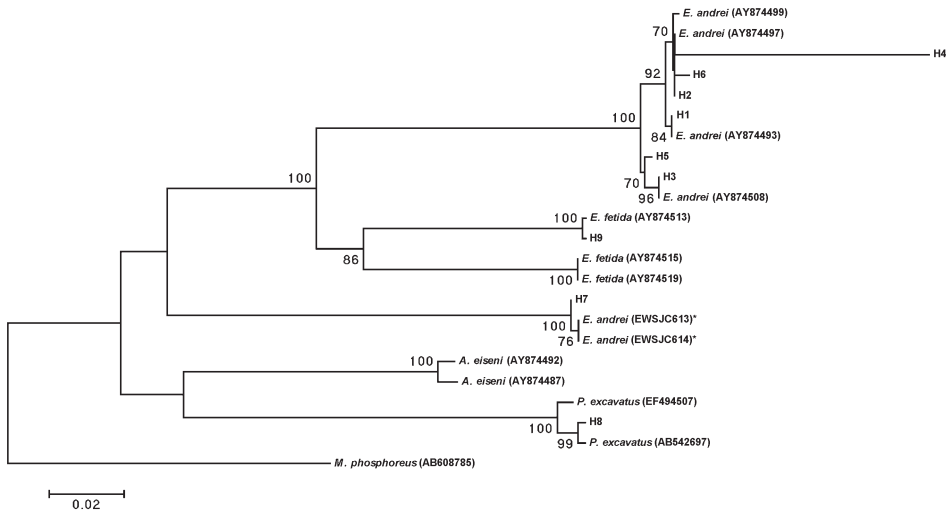 E. andrei (AY874499)
70
E. andrei (AY874497)
H4
92
H6
H2
100
H1
84
E. andrei (AY874493)
H5
70
H3
96
E. andrei (AY874508)
100
100
E. fetida (AY874513)
H9
86
E. fetida (AY874515)
100
E. fetida (AY874519)
H7
100
E. andrei (EWSJC613)*
76
E. andrei (EWSJC614)*
100
A. eiseni (AY874492)
A. eiseni (AY874487)
P. excavatus (EF494507)
100
H8
99
P. excavatus (AB542697)
M. phosphoreus (AB608785)
0.02